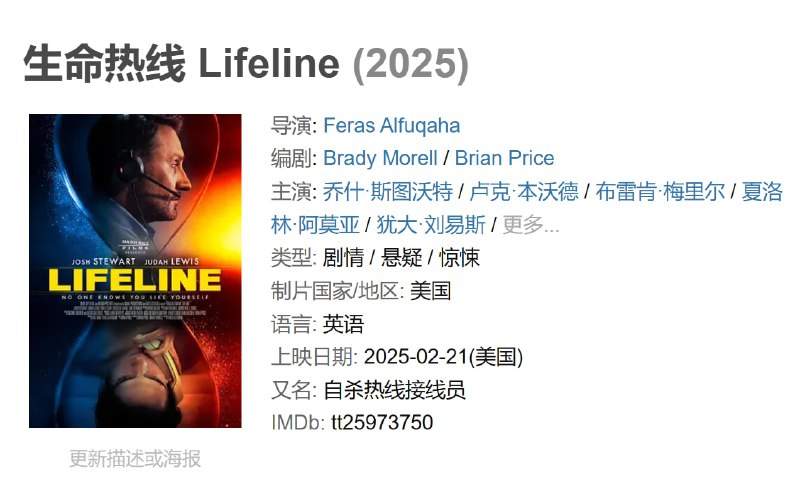 生命热线 Lifeline (2025)
DARK SKY
FILMS
PRESENTS
JOSH STEWART JUDAH LEWIS
LIFELINE
NO ONE KNOWS YOU LIKE YOURSELF
导演: Feras Alfuqaha
编剧: Brady Morell / Brian Price
主演: 乔什·斯图沃特 / 卢克·本沃德 / 布雷肯·梅里尔 / 夏洛
林·阿莫亚 / 犹大·刘易斯 / 更多...
类型: 剧情 / 悬疑 / 惊悚
制片国家/地区: 美国
语言: 英语
上映日期: 2025-02-21(美国)
又名: 自杀热线接线员
IMDb: tt25973750
更新描述或海报